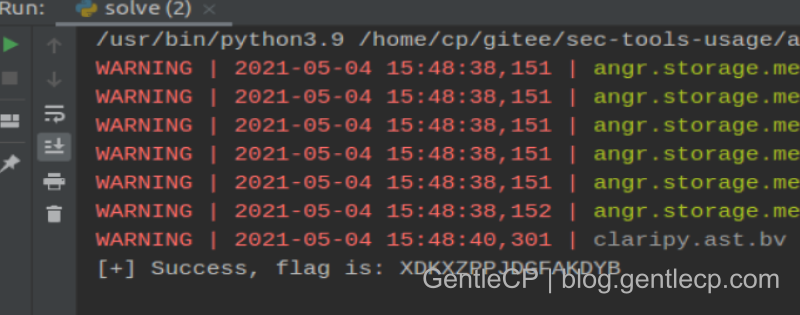 Run: solve (2) ×
/usr/bin/python3.9 /home/cp/gitee/sec-tools-usage/a
WARNING | 2021-05-04 15:48:38,151 | angr.storage.me
WARNING | 2021-05-04 15:48:38,151 | angr.storage.me
WARNING | 2021-05-04 15:48:38,151 | angr.storage.me
WARNING | 2021-05-04 15:48:38,151 | angr.storage.me
WARNING | 2021-05-04 15:48:38,151 | angr.storage.me
WARNING | 2021-05-04 15:48:38,152 | angr.storage.me
WARNING | 2021-05-04 15:48:40,301 | claripy.ast.bv
[+] Success, flag is:
GentleCP | blog.gentlecp.com